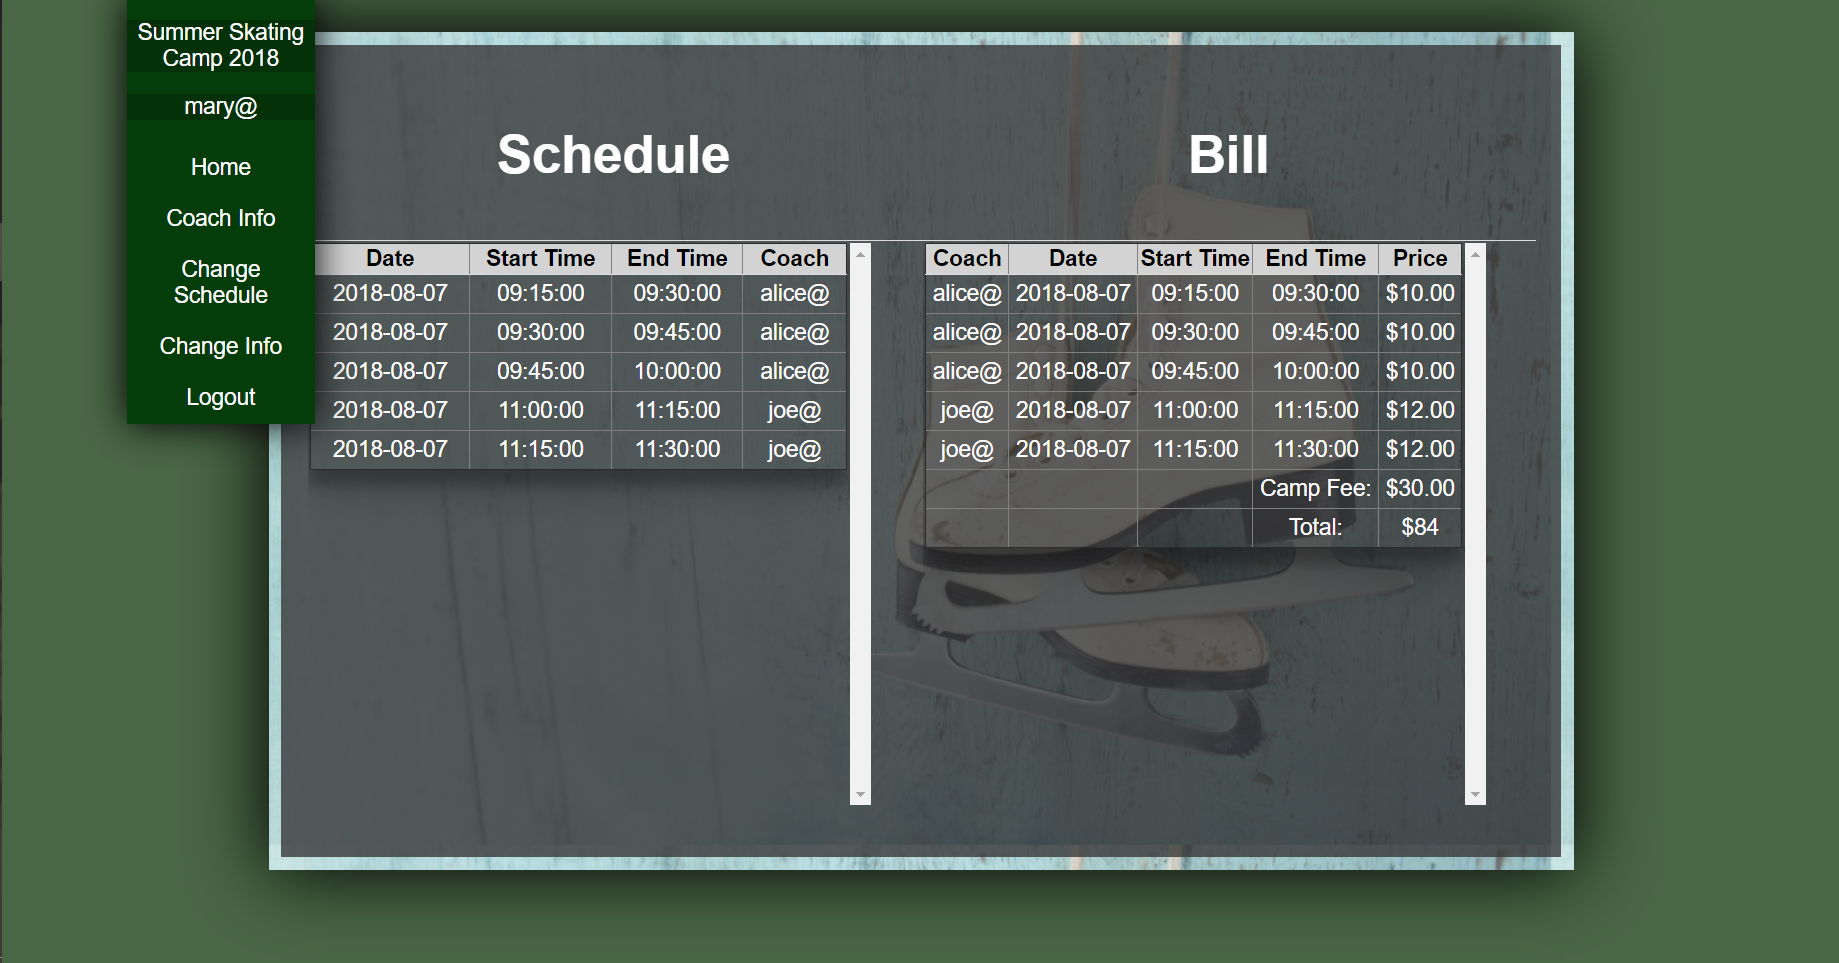 Summer Skating
Camp 2018
mary@
Home
Coach Info
Change
Schedule
Change Info
Logout
Schedule
Date Start Time End Time Coach
2018-08-07 09:15:00 09:30:00 alice@
2018-08-07 09:30:00 09:45:00 alice@
2018-08-07 09:45:00 10:00:00 alice@
2018-08-07 11:00:00 11:15:00 joe@
2018-08-07 11:15:00 11:30:00 joe@
Bill
Coach Date Start Time End Time Price
alice@ 2018-08-07 09:15:00 09:30:00 $10.00
alice@ 2018-08-07 09:30:00 09:45:00 $10.00
alice@ 2018-08-07 09:45:00 10:00:00 $10.00
joe@ 2018-08-07 11:00:00 11:15:00 $12.00
joe@ 2018-08-07 11:15:00 11:30:00 $12.00
Camp Fee: $30.00
Total: $84